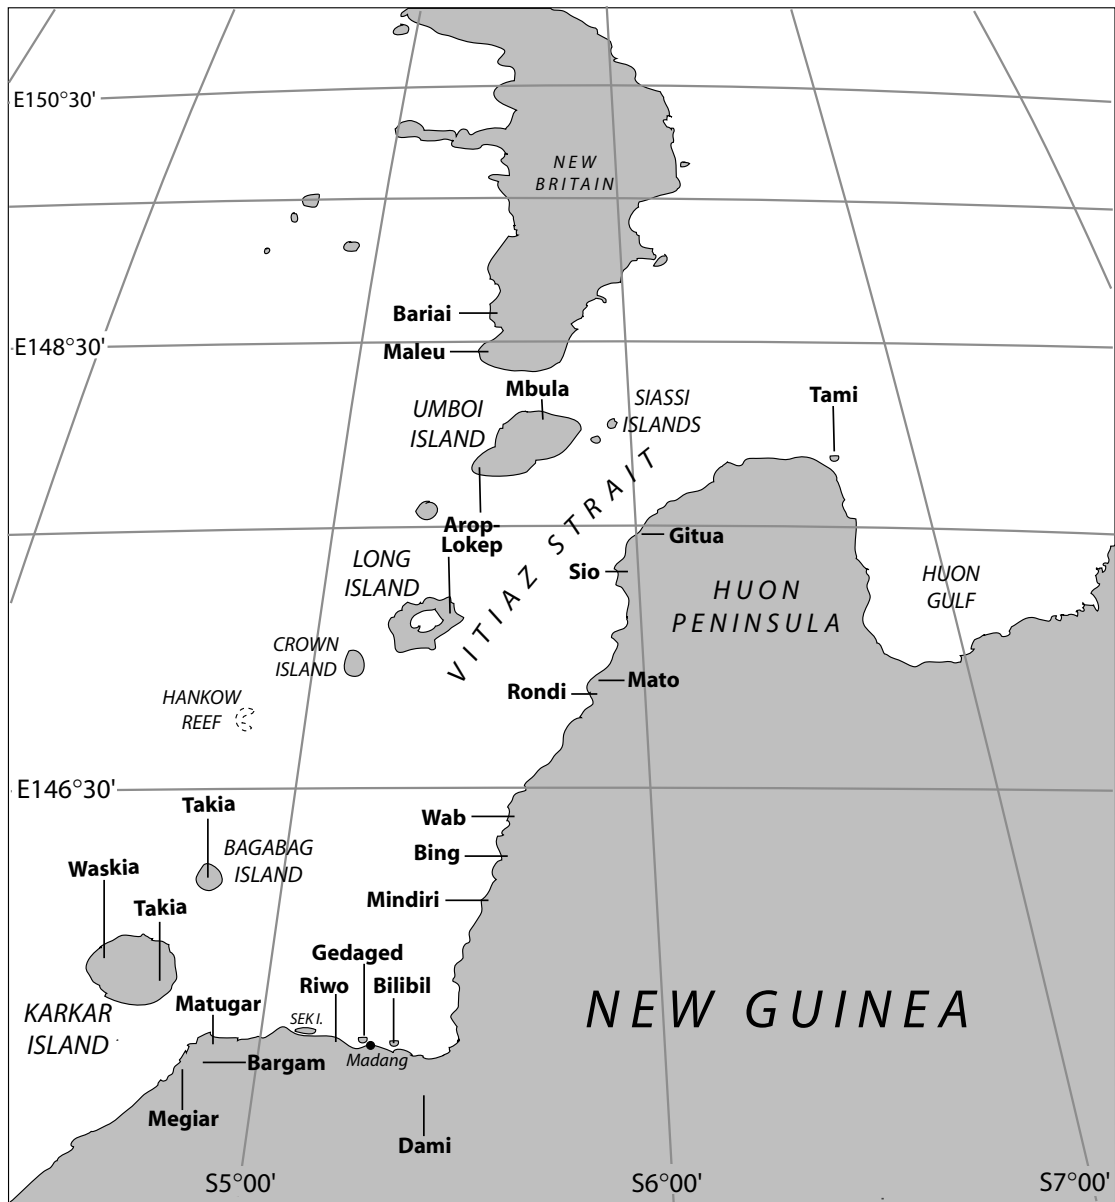 E150°30'
NEW
BRITAIN
Bariai
E148°30'
Maleu
Mbula
UMBOI
ISLAND
SIASSI
ISLANDS
Tami
VITIAZ STRAIT
Arop-
Lokep
Gitua
LONG
ISLAND
Sio
HUON
PENINSULA
HUON
GULF
CROWN
ISLAND
Mato
Rondi
HANKOW
REEF
E146°30'
Takia
Wab
BAGABAG
ISLAND
Bing
Waskia
Mindiri
Takia
Gedaged
Riwo
Bilibil
Matugar
SEK I.
NEW GUINEA
KARKAR
ISLAND
Madang
Bargam
Megiar
Dami
S5°00'
S6°00'
S7°00'